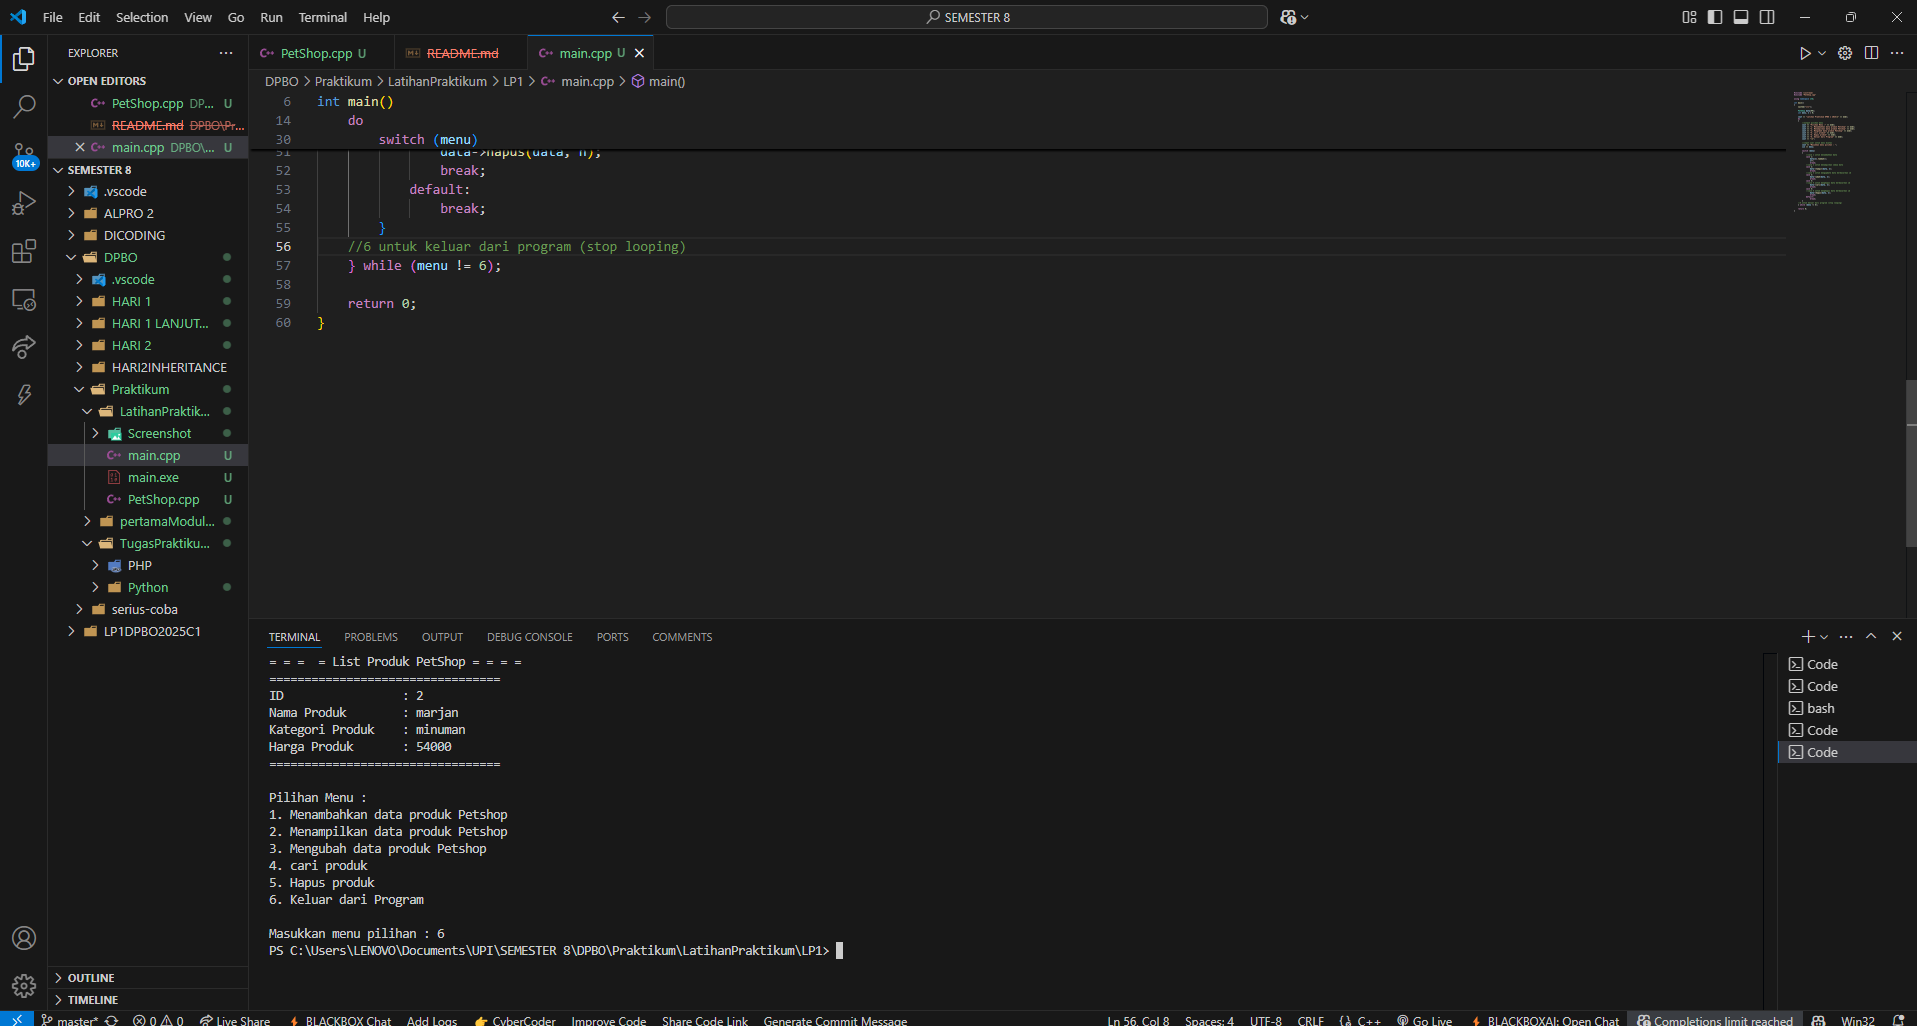 File Edit Selection View Go Run Terminal Help
SEMESTER 8
EXPLORER
OPEN EDITORS
PetShop.cpp DP... U
README.md DPBO\Pr...
main.cpp DPBO\... U
SEMESTER 8
.vscode
ALPRO 2
DICODING
DPBO
.vscode
HARI 1
HARI 1 LANJUT...
HARI 2
HARI2INHERITANCE
Praktikum
LatihanPraktik...
Screenshot
main.cpp U
main.exe U
PetShop.cpp U
pertamaModul...
TugasPraktiku...
PHP
Python
serius-coba
LP1DPBO2025C1
OUTLINE
TIMELINE
10K+
PetShop.cpp U
README.md
main.cpp U
DPBO > Praktikum > LatihanPraktikum > LP1 > main.cpp > main()
6 int main()
14 do
30 switch (menu)
51 data->hapus(data, n);
52 break;
53 default:
54 break;
55 }
56 //6 untuk keluar dari program (stop looping)
57 } while (menu != 6);
58
59 return 0;
60 }
TERMINAL PROBLEMS OUTPUT DEBUG CONSOLE PORTS COMMENTS
= = =  = List Produk PetShop = = = =
=================================
ID : 2
Nama Produk : marjan
Kategori Produk : minuman
Harga Produk : 54000
=================================
Pilihan Menu :
1. Menambahkan data produk Petshop
2. Menampilkan data produk Petshop
3. Mengubah data produk Petshop
4. cari produk
5. Hapus produk
6. Keluar dari Program
Masukkan menu pilihan : 6
PS C:\Users\LENOVO\Documents\UPI\SEMESTER 8\DPBO\Praktikum\LatihanPraktikum\LP1>
Code
Code
bash
Code
Code
master* 0 0 Live Share BLACKBOX Chat Add Logs CyberCoder Improve Code Share Code Link Generate Commit Message Ln 56, Col 8 Spaces: 4 UTF-8 CRLF {} C++ Go Live BLACKBOXAI: Open Chat Completions limit reached Win32